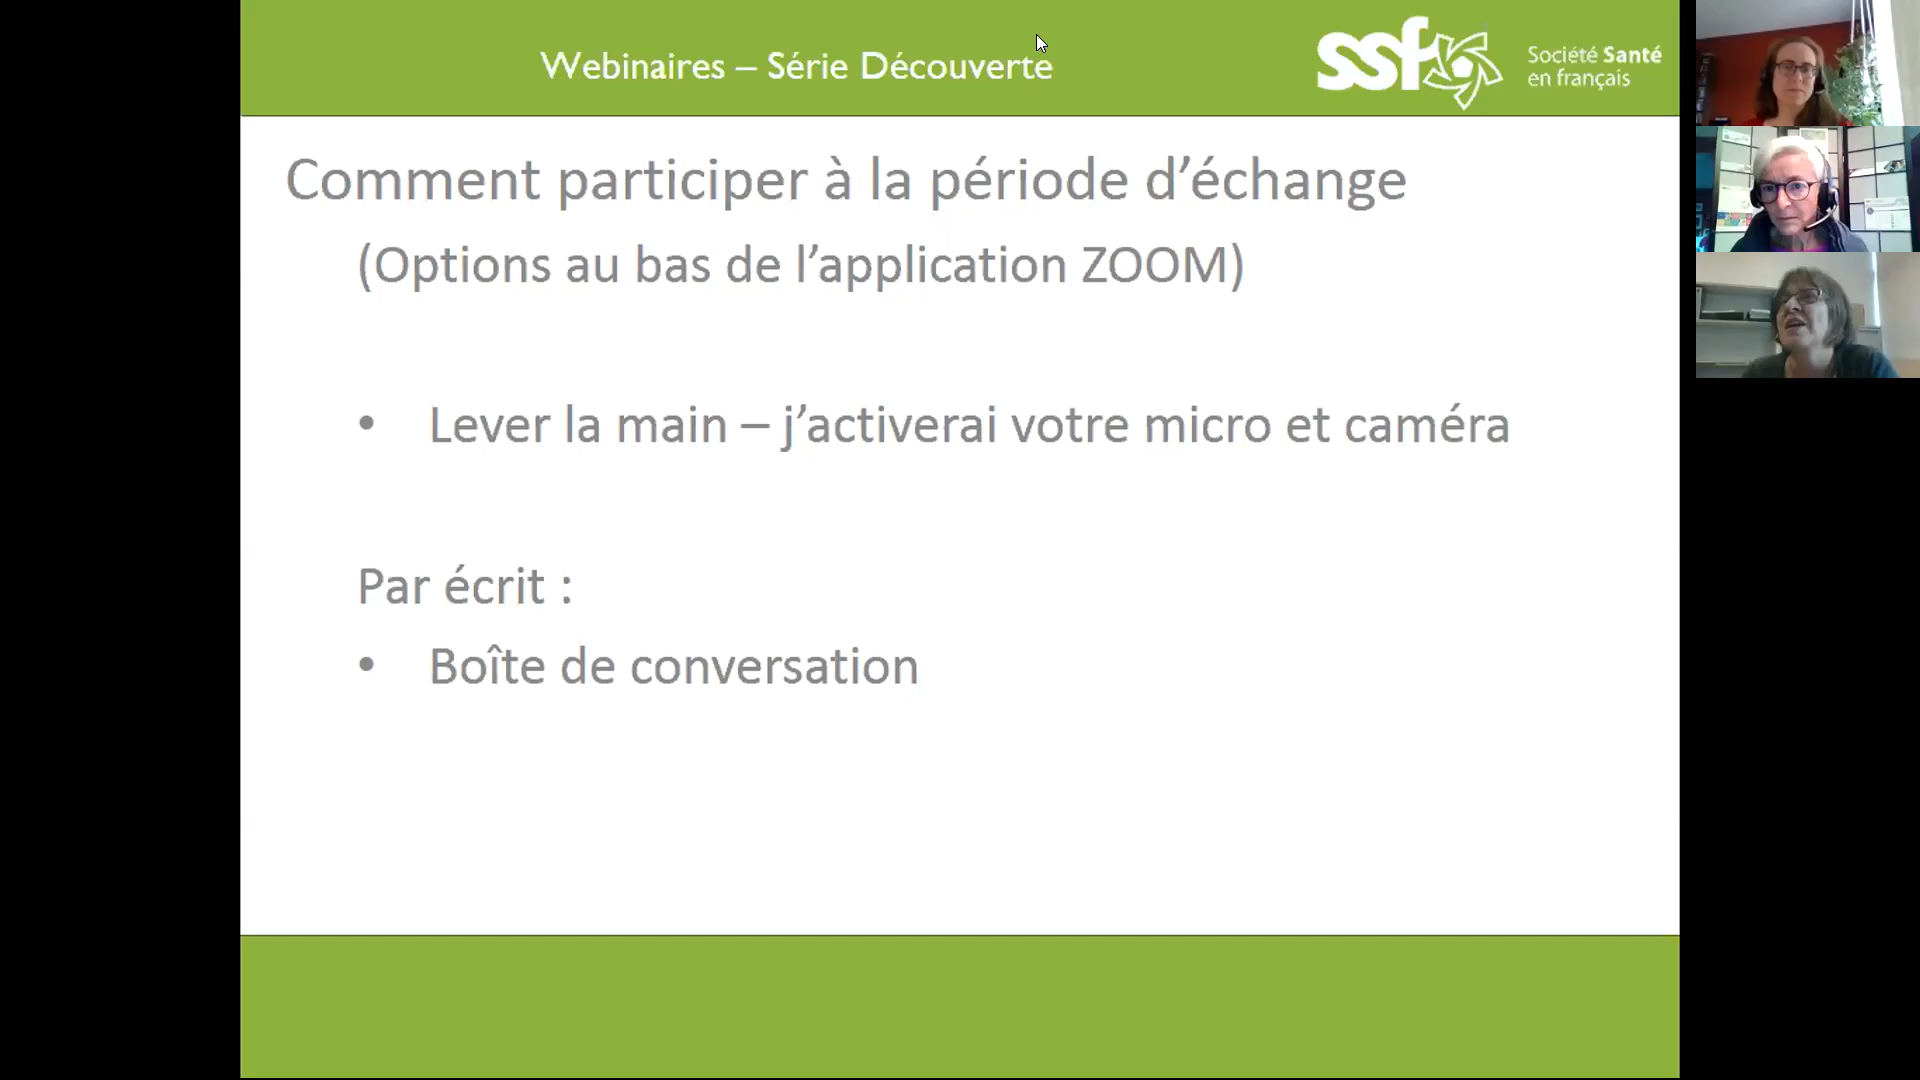 Webinaires – Série Découverte
ssf
Société Santé
en français
Comment participer à la période d’échange
(Options au bas de l’application ZOOM)
• Lever la main – j’activerai votre micro et caméra
Par écrit :
• Boîte de conversation